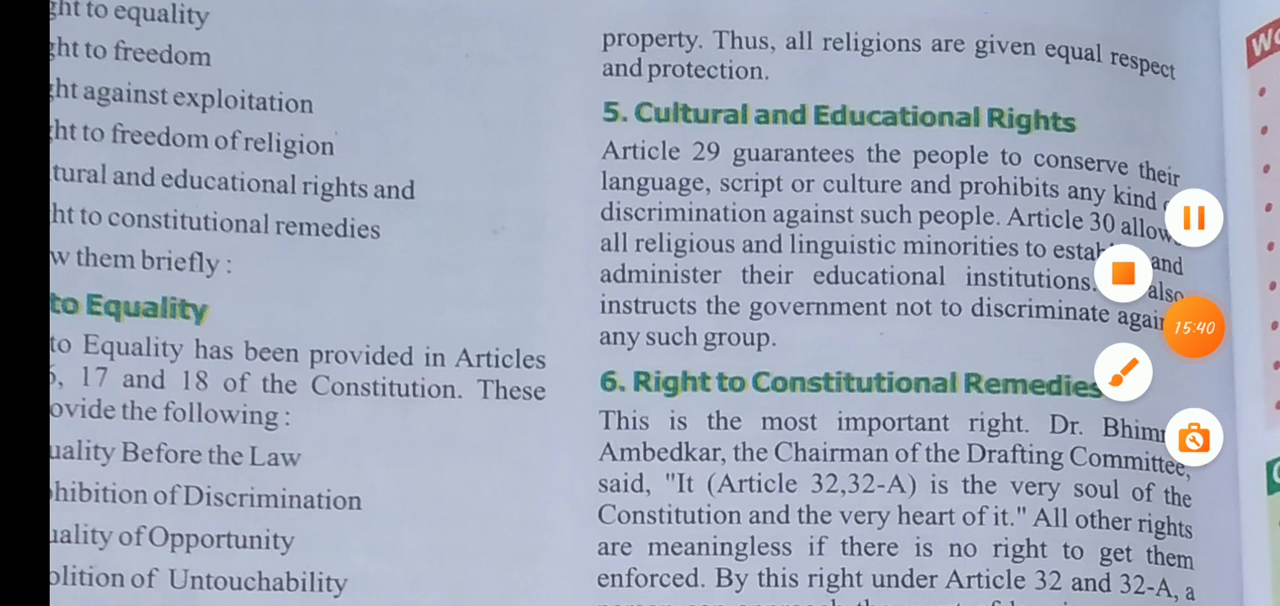 ght to equality
ght to freedom
ght against exploitation
ght to freedom of religion
tural and educational rights and
ht to constitutional remedies
w them briefly :
to Equality
to Equality has been provided in Articles
, 17 and 18 of the Constitution. These
ovide the following :
uality Before the Law
hibition of Discrimination
uality of Opportunity
olition of Untouchability
property. Thus, all religions are given equal respect
and protection.
5. Cultural and Educational Rights
Article 29 guarantees the people to conserve their
language, script or culture and prohibits any kind
discrimination against such people. Article 30 allow
all religious and linguistic minorities to estab and
administer their educational institutions. also
instructs the government not to discriminate agai
any such group.
6. Right to Constitutional Remedies
This is the most important right. Dr. Bhim
Ambedkar, the Chairman of the Drafting Committee,
said, "It (Article 32,32-A) is the very soul of the
Constitution and the very heart of it." All other rights
are meaningless if there is no right to get them
enforced. By this right under Article 32 and 32-A, a
15:40